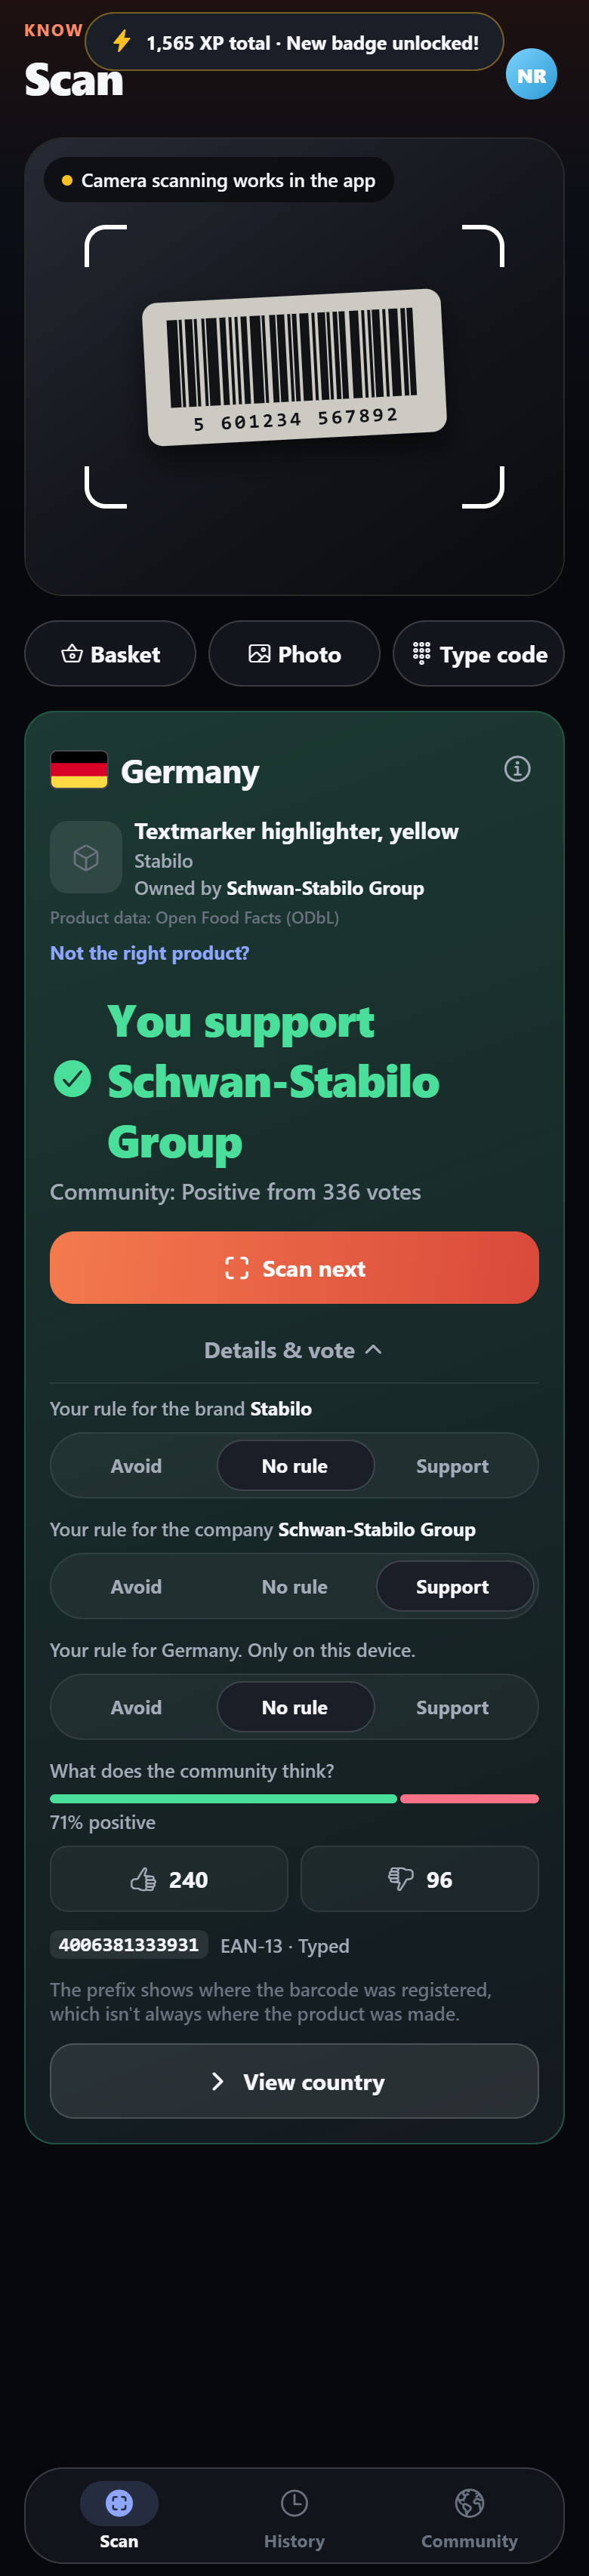 KNOW
1,565 XP total · New badge unlocked!
Scan
NR
Camera scanning works in the app
5 601234 567892
Basket
Photo
Type code
Germany
Textmarker highlighter, yellow
Stabilo
Owned by Schwan-Stabilo Group
Product data: Open Food Facts (ODbL)
Not the right product?
You support
Schwan-Stabilo
Group
Community: Positive from 336 votes
Scan next
Details & vote
Your rule for the brand Stabilo
Avoid
No rule
Support
Your rule for the company Schwan-Stabilo Group
Avoid
No rule
Support
Your rule for Germany. Only on this device.
Avoid
No rule
Support
What does the community think?
71% positive
240
96
4006381333931 EAN-13 · Typed
The prefix shows where the barcode was registered,
which isn't always where the product was made.
View country
Scan
History
Community